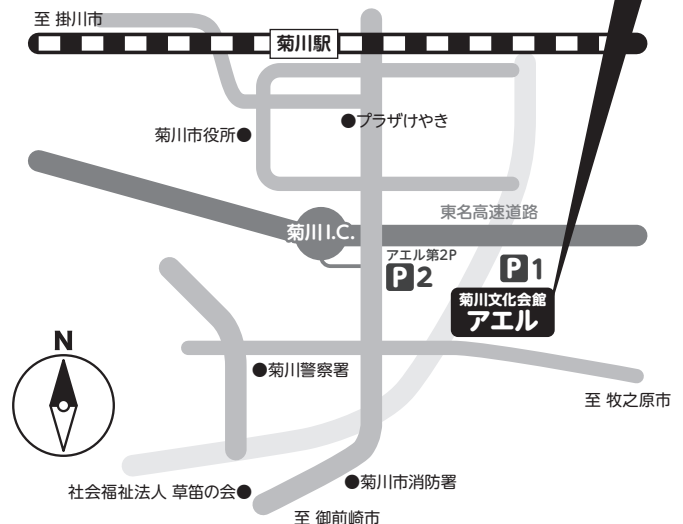 至 掛川市
菊川駅
菊川市役所
プラザけやき
東名高速道路
菊川I.C.
アエル第2P
P2
P1
菊川文化会館
アエル
N
菊川警察署
至 牧之原市
社会福祉法人 草笛の会
菊川市消防署
至 御前崎市